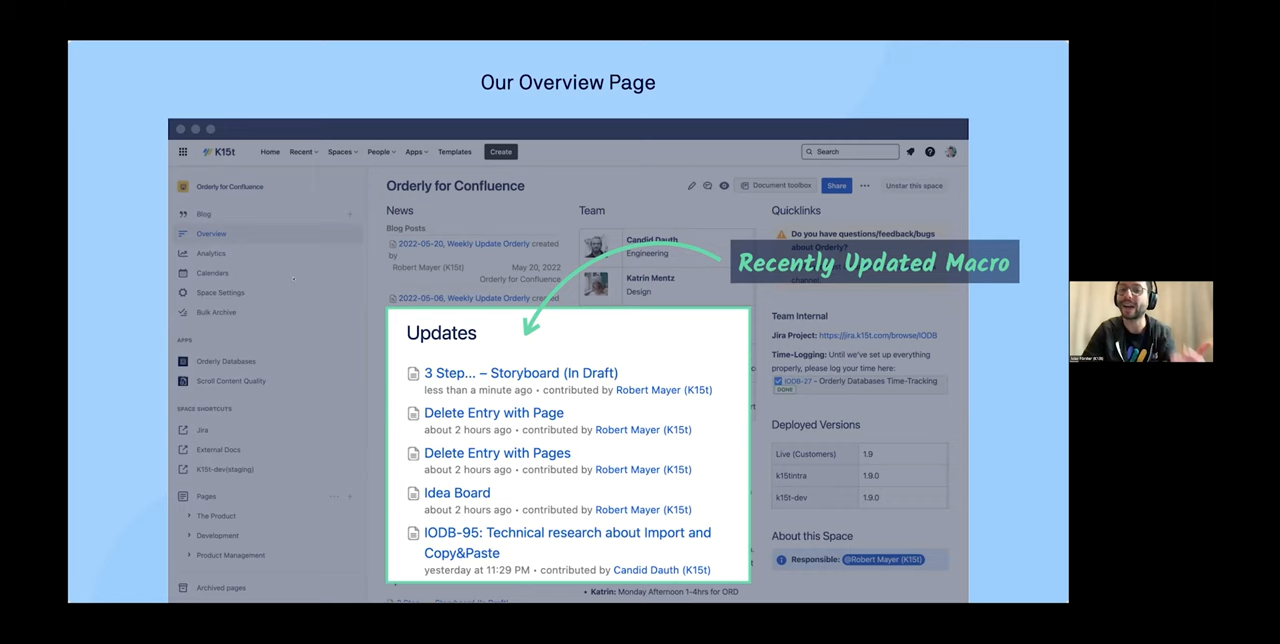 Our Overview Page
K15t
Home
Recent
Spaces
People
Apps
Templates
Create
Search
Orderly for Confluence
Blog
Overview
Analytics
Calendars
Space Settings
Bulk Archive
APPS
Orderly Databases
Scroll Content Quality
SPACE SHORTCUTS
Jira
External Docs
K15t-dev(staging)
Pages
The Product
Development
Product Management
Archived pages
Orderly for Confluence
Document toolbox
Share
Unstar this space
News
Blog Posts
2022-05-20, Weekly Update Orderly created
by
Robert Mayer (K15t)
May 20, 2022
Orderly for Confluence
2022-05-06, Weekly Update Orderly created
Team
Candid Dauth
Engineering
Katrin Mentz
Design
Recently Updated Macro
Updates
3 Step... – Storyboard (In Draft)
less than a minute ago • contributed by Robert Mayer (K15t)
Delete Entry with Page
about 2 hours ago • contributed by Robert Mayer (K15t)
Delete Entry with Pages
about 2 hours ago • contributed by Robert Mayer (K15t)
Idea Board
about 2 hours ago • contributed by Robert Mayer (K15t)
IODB-95: Technical research about Import and
Copy&Paste
yesterday at 11:29 PM • contributed by Candid Dauth (K15t)
• Katrin: Monday Afternoon 1-4hrs for ORD
Quicklinks
Do you have questions/feedback/bugs
about Orderly?
Team Internal
Jira Project: https://jira.k15t.com/browse/IODB
Time-Logging: Until we've set up everything
properly, please log your time here:
IODB-27 - Orderly Databases Time-Tracking
DONE
Deployed Versions
Live (Customers) 1.9
k15tintra 1.9.0
k15t-dev 1.9.0
About this Space
Responsible: @Robert Mayer (K15t)